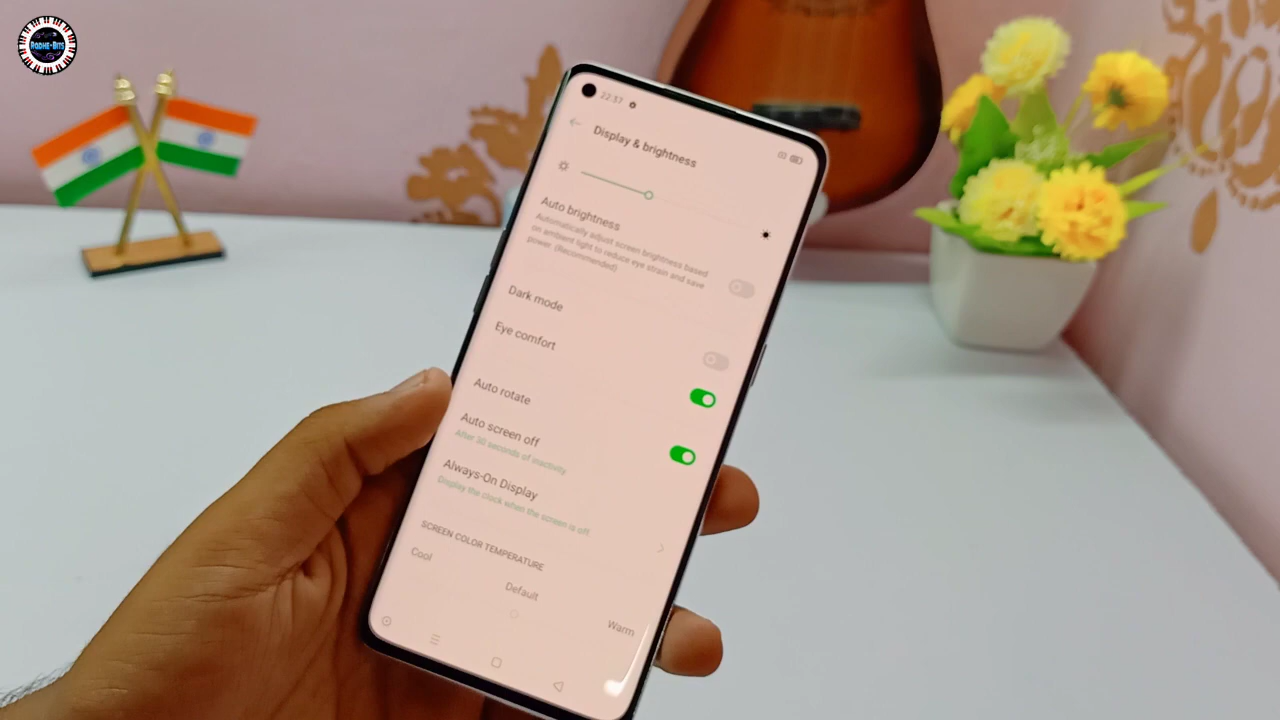 RADHE-BITS
22:37
Display & brightness
Auto brightness
Automatically adjust screen brightness based
on ambient light to reduce eye strain and save
power. (Recommended)
Dark mode
Eye comfort
Auto rotate
Auto screen off
After 30 seconds of inactivity
Always-On Display
Display the clock when the screen is off
SCREEN COLOR TEMPERATURE
Cool
Default
Warm